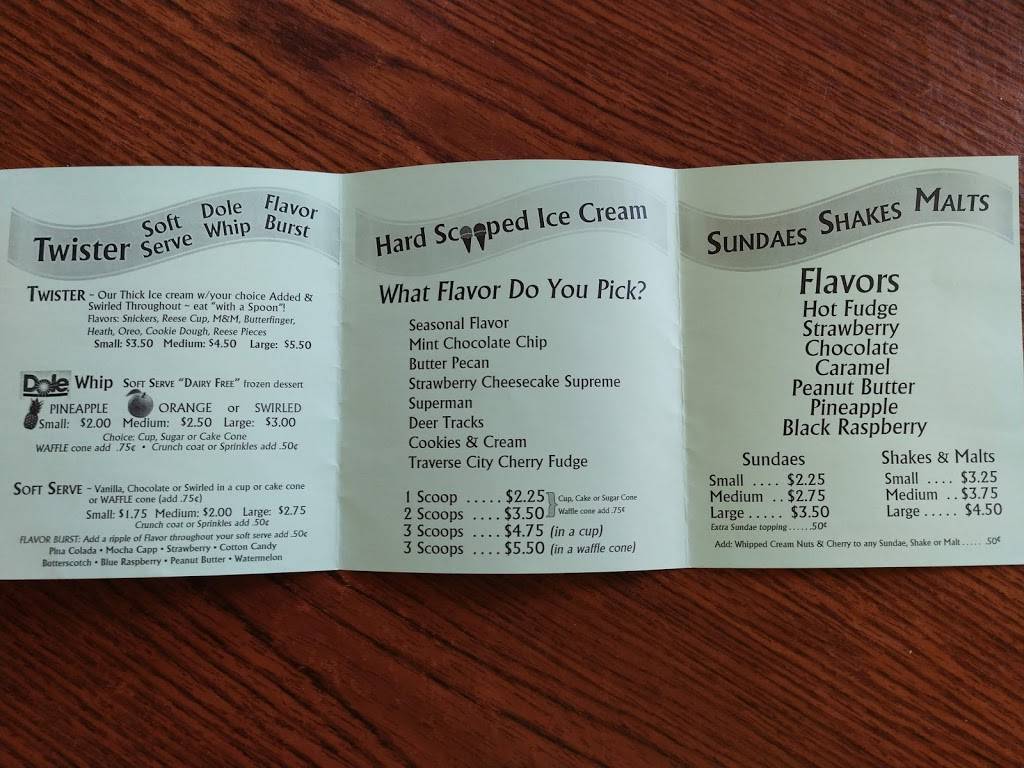 Twister Soft Serve Dole Whip Flavor Burst
TWISTER ~ Our Thick Ice cream w/your choice Added &
Swirled Throughout ~ eat "with a Spoon"!
Flavors: Snickers, Reese Cup, M&M, Butterfinger,
Heath, Oreo, Cookie Dough, Reese Pieces
Small: $3.50 Medium: $4.50 Large: $5.50
Dole Whip SOFT SERVE "DAIRY FREE" frozen dessert
PINEAPPLE ORANGE or SWIRLED
Small: $2.00 Medium: $2.50 Large: $3.00
Choice: Cup, Sugar or Cake Cone
WAFFLE cone add .75¢ • Crunch coat or Sprinkles add .50¢
SOFT SERVE ~ Vanilla, Chocolate or Swirled in a cup or cake cone
or WAFFLE cone (add .75¢)
Small: $1.75 Medium: $2.00 Large: $2.75
Crunch coat or Sprinkles add .50¢
FLAVOR BURST: Add a ripple of Flavor throughout your soft serve add .50¢
Pina Colada • Mocha Capp • Strawberry • Cotton Candy
Butterscotch • Blue Raspberry • Peanut Butter • Watermelon
Hard Scooped Ice Cream
What Flavor Do You Pick?
Seasonal Flavor
Mint Chocolate Chip
Butter Pecan
Strawberry Cheesecake Supreme
Superman
Deer Tracks
Cookies & Cream
Traverse City Cherry Fudge
1 Scoop ..... $2.25 Cup, Cake or Sugar Cone
2 Scoops .... $3.50 Waffle cone add .75¢
3 Scoops .... $4.75 (in a cup)
3 Scoops .... $5.50 (in a waffle cone)
SUNDAES SHAKES MALTS
Flavors
Hot Fudge
Strawberry
Chocolate
Caramel
Peanut Butter
Pineapple
Black Raspberry
Sundaes
Small .... $2.25
Medium .. $2.75
Large ..... $3.50
Extra Sundae topping ......50¢
Shakes & Malts
Small .... $3.25
Medium .. $3.75
Large ..... $4.50
Add: Whipped Cream Nuts & Cherry to any Sundae, Shake or Malt ...... .50¢